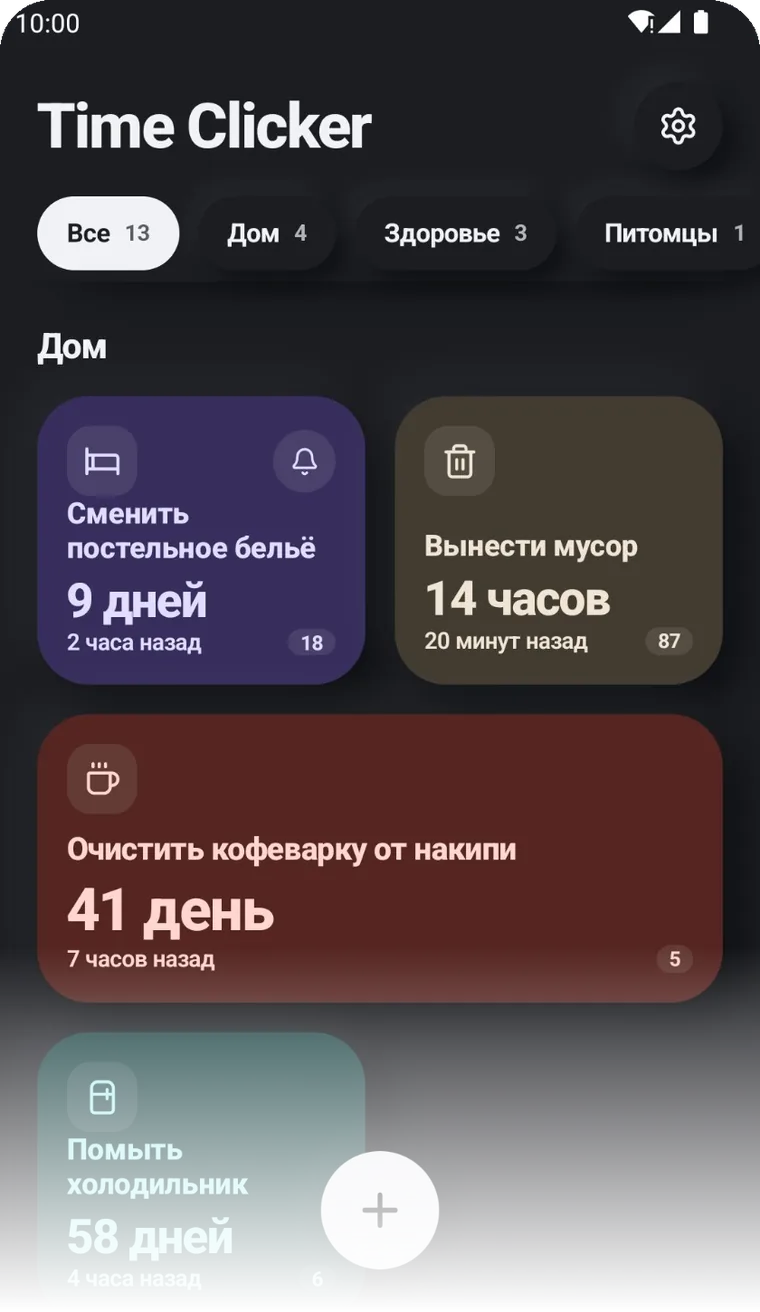 10:00
Time Clicker
Все 13 Дом 4 Здоровье 3 Питомцы 1
Дом
Сменить
постельное бельё
9 дней
2 часа назад 18
Вынести мусор
14 часов
20 минут назад 87
Очистить кофеварку от накипи
41 день
7 часов назад 5
Помыть
холодильник
58 дней
4 часа назад 6